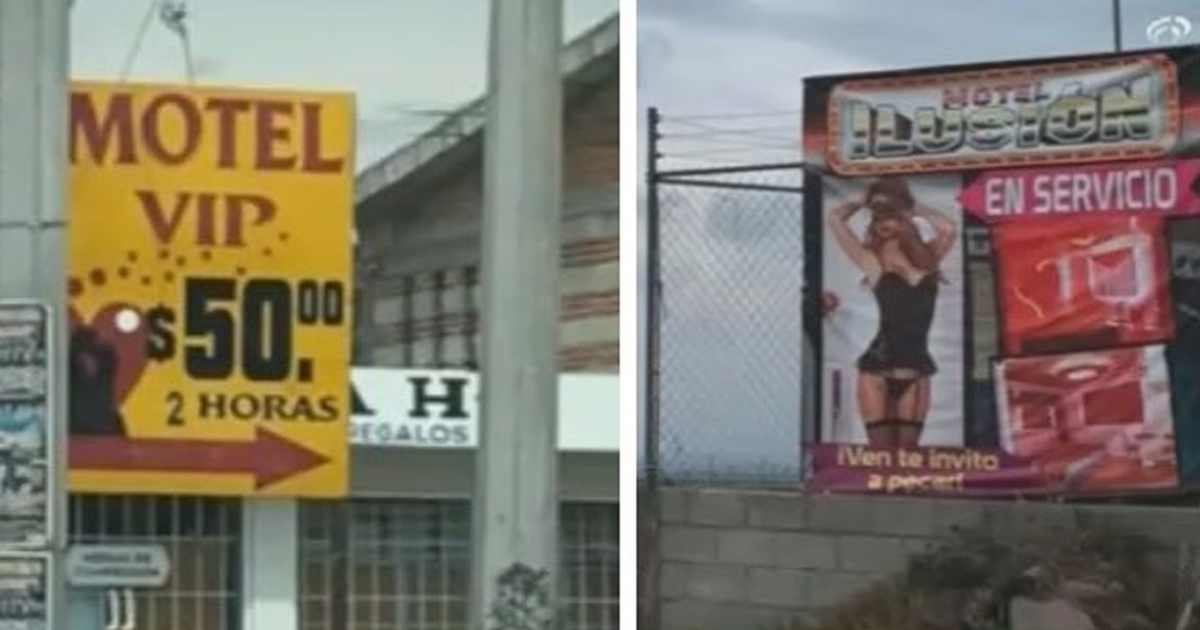 MOTEL
VIP
$50.00
2 HORAS
A H
REGALOS
MOTEL
ILUSIÓN
EN SERVICIO
¡Ven te invito
a pecar!